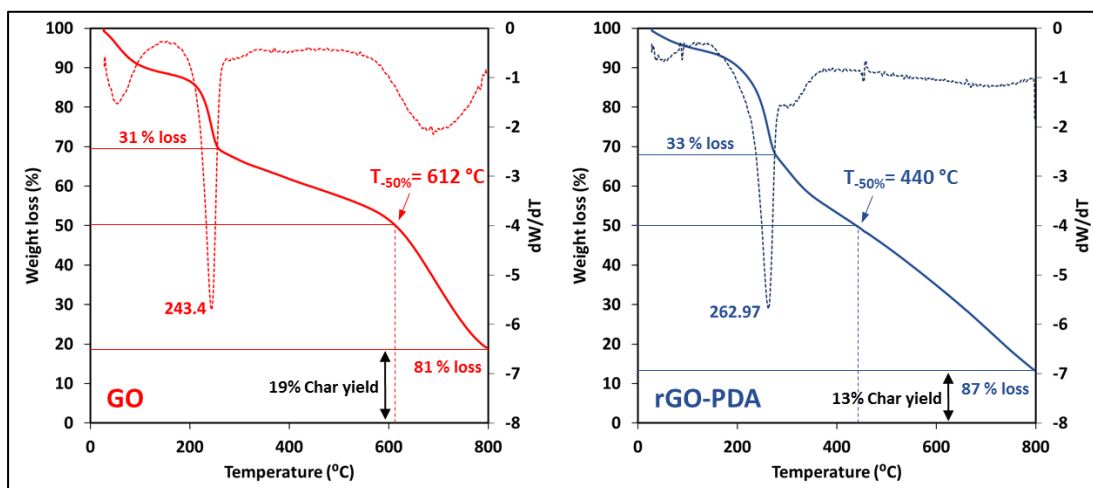 100
90
80
70
60
50
40
30
20
10
0
Weight loss (%)
0
-1
-2
-3
-4
-5
-6
-7
-8
dW/dT
31 % loss
T-50%= 612 °C
243.4
81 % loss
19% Char yield
GO
0 200 400 600 800
Temperature (⁰C)
100
90
80
70
60
50
40
30
20
10
0
Weight loss (%)
0
-1
-2
-3
-4
-5
-6
-7
-8
dW/dT
33 % loss
T-50%= 440 °C
262.97
87 % loss
13% Char yield
rGO-PDA
0 200 400 600 800
Temperature (⁰C)